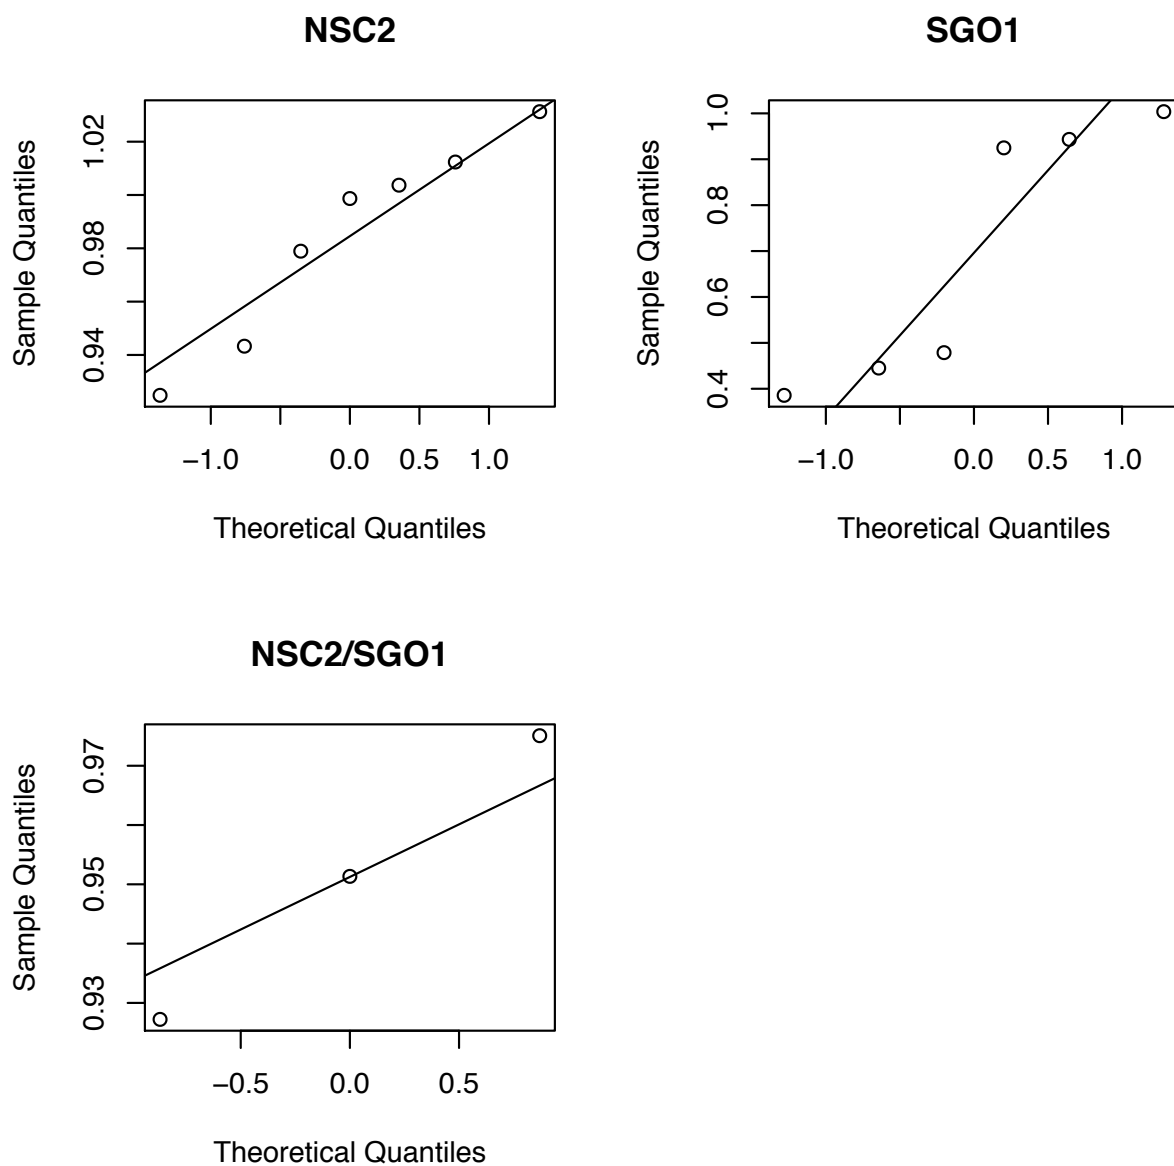 NSC2
Sample Quantiles
1.02
0.98
0.94
−1.0 0.0 0.5 1.0
Theoretical Quantiles
SGO1
Sample Quantiles
1.0
0.8
0.6
0.4
−1.0 0.0 0.5 1.0
Theoretical Quantiles
NSC2/SGO1
Sample Quantiles
0.97
0.95
0.93
−0.5 0.0 0.5
Theoretical Quantiles